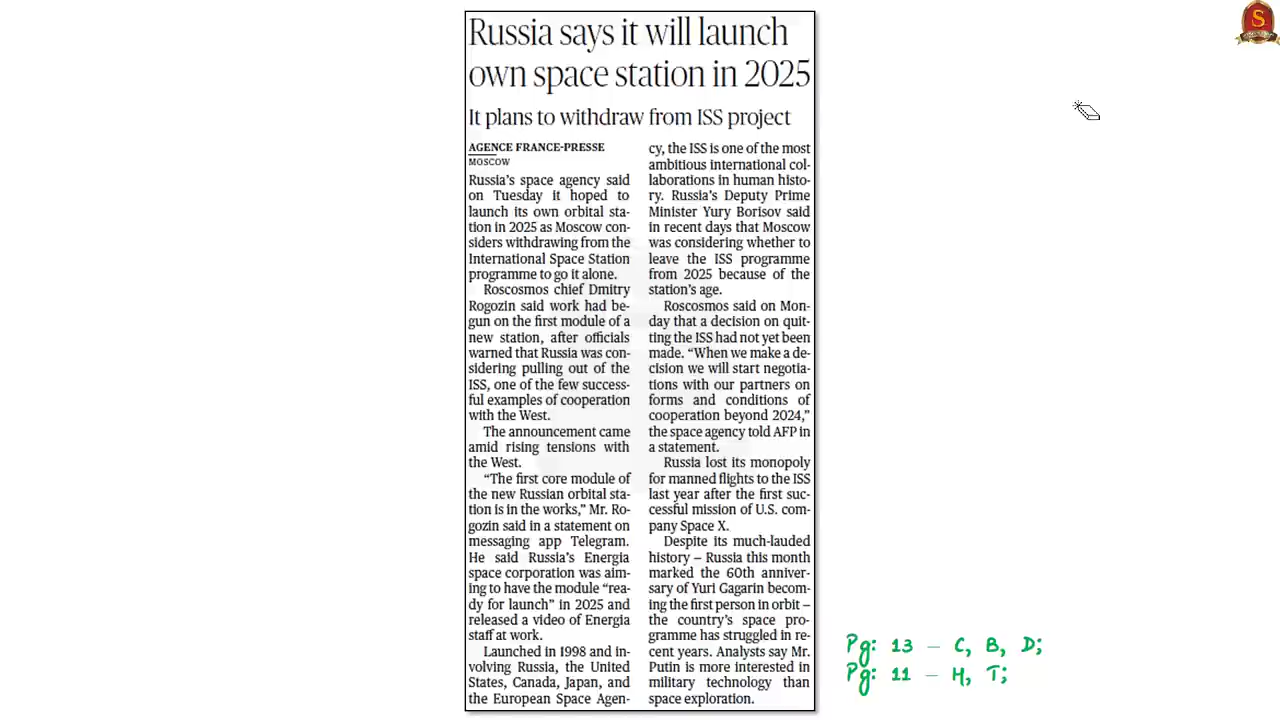 Russia says it will launch
own space station in 2025
It plans to withdraw from ISS project
AGENCE FRANCE-PRESSE
MOSCOW
Russia's space agency said
on Tuesday it hoped to
launch its own orbital sta-
tion in 2025 as Moscow con-
siders withdrawing from the
International Space Station
programme to go it alone.
Roscosmos chief Dmitry
Rogozin said work had be-
gun on the first module of a
new station, after officials
warned that Russia was con-
sidering pulling out of the
ISS, one of the few success-
ful examples of cooperation
with the West.
The announcement came
amid rising tensions with
the West.
“The first core module of
the new Russian orbital sta-
tion is in the works,” Mr. Ro-
gozin said in a statement on
messaging app Telegram.
He said Russia's Energia
space corporation was aim-
ing to have the module “rea-
dy for launch” in 2025 and
released a video of Energia
staff at work.
Launched in 1998 and in-
volving Russia, the United
States, Canada, Japan, and
the European Space Agen-
cy, the ISS is one of the most
ambitious international col-
laborations in human histo-
ry. Russia's Deputy Prime
Minister Yury Borisov said
in recent days that Moscow
was considering whether to
leave the ISS programme
from 2025 because of the
station's age.
Roscosmos said on Mon-
day that a decision on quit-
ting the ISS had not yet been
made. “When we make a de-
cision we will start negotia-
tions with our partners on
forms and conditions of
cooperation beyond 2024,”
the space agency told AFP in
a statement.
Russia lost its monopoly
for manned flights to the ISS
last year after the first suc-
cessful mission of U.S. com-
pany Space X.
Despite its much-lauded
history – Russia this month
marked the 60th anniver-
sary of Yuri Gagarin becom-
ing the first person in orbit –
the country's space pro-
gramme has struggled in re-
cent years. Analysts say Mr.
Putin is more interested in
military technology than
space exploration.
Pg: 13 – C, B, D;
Pg: 11 – H, T;
S